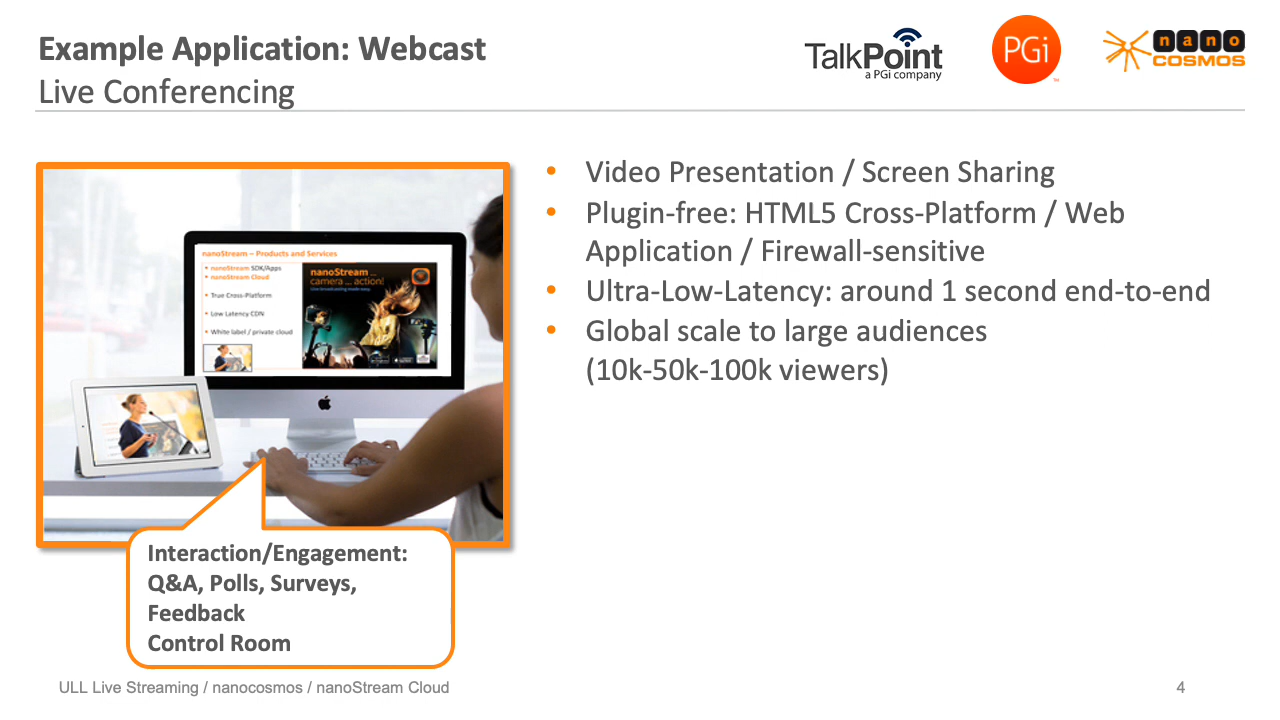 Example Application: Webcast
Live Conferencing
TalkPoint
a PGi company
PGi
nano
COSMOS
nanoStream – Products and Services
• nanoStream SDK/Apps
• nanoStream Cloud
• True Cross-Platform
• Low Latency CDN
• White label / private cloud
nanoStream ...
camera ... action!
Live broadcasting made easy.
• Video Presentation / Screen Sharing
• Plugin-free: HTML5 Cross-Platform / Web
Application / Firewall-sensitive
• Ultra-Low-Latency: around 1 second end-to-end
• Global scale to large audiences
(10k-50k-100k viewers)
Interaction/Engagement:
Q&A, Polls, Surveys,
Feedback
Control Room
ULL Live Streaming / nanocosmos / nanoStream Cloud
4